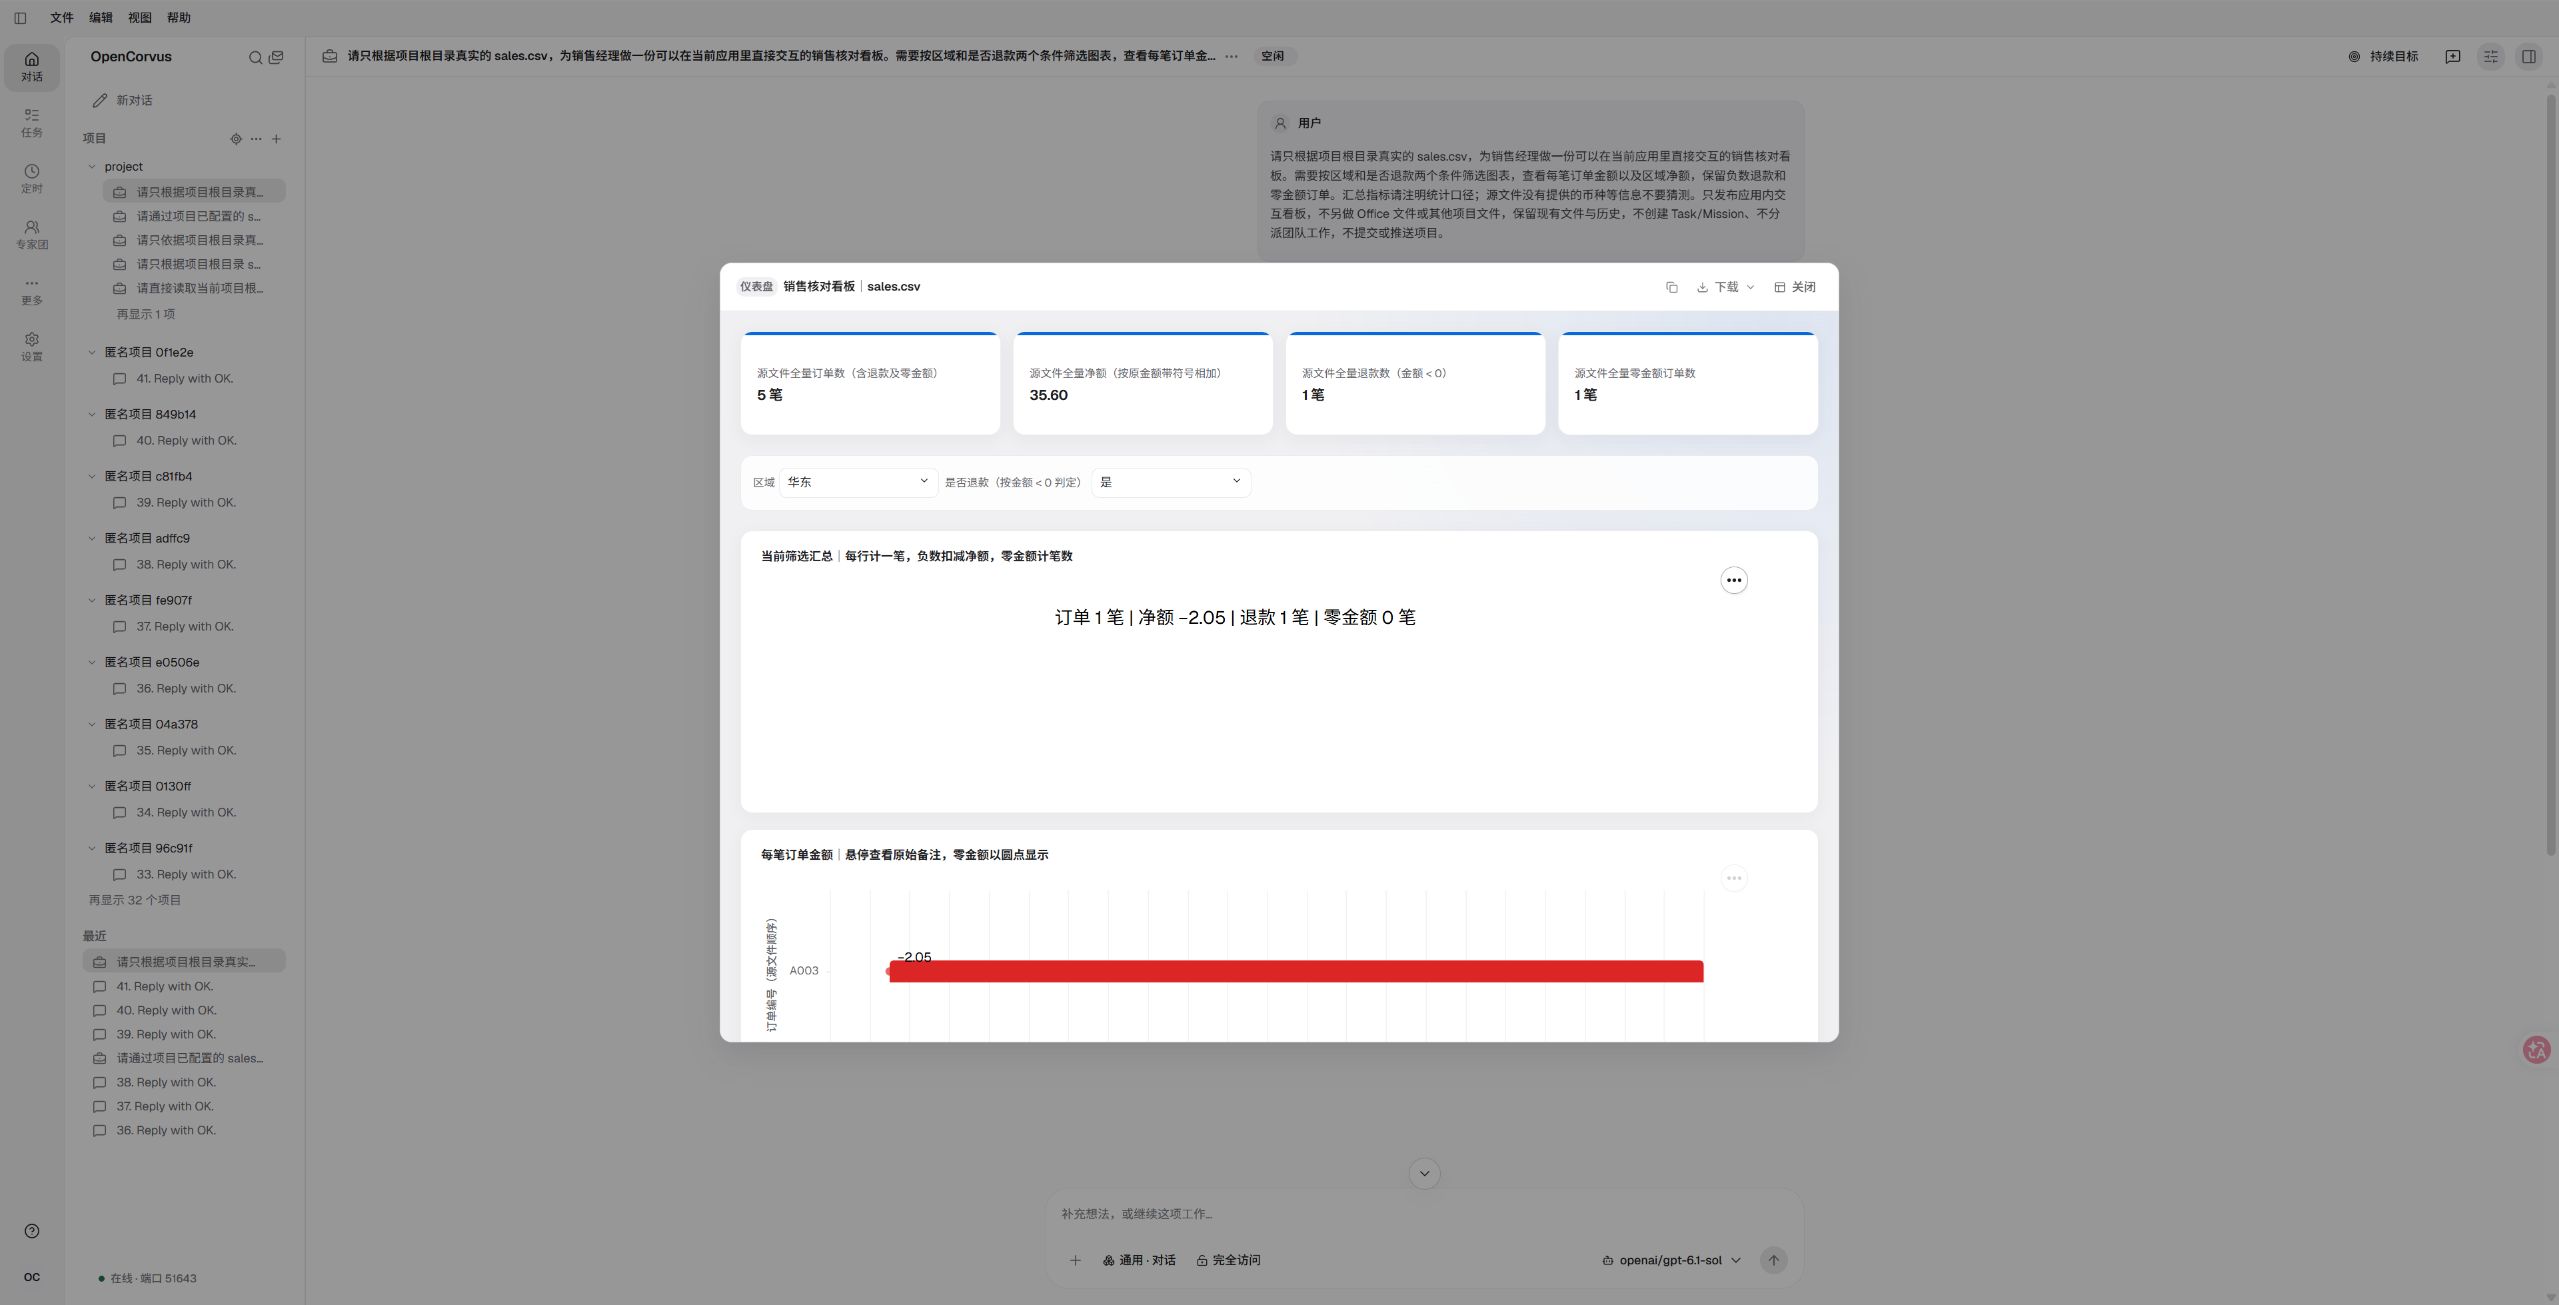 文件 编辑 视图 帮助
对话
任务
定时
专家团
更多
设置
OC
OpenCorvus
新对话
项目
project
请只根据项目根目录真...
请通过项目已配置的 s...
请只依据项目根目录真...
请只根据项目根目录 s...
请直接读取当前项目根...
再显示 1 项
匿名项目 0f1e2e
41. Reply with OK.
匿名项目 849b14
40. Reply with OK.
匿名项目 c81fb4
39. Reply with OK.
匿名项目 adffc9
38. Reply with OK.
匿名项目 fe907f
37. Reply with OK.
匿名项目 e0506e
36. Reply with OK.
匿名项目 04a378
35. Reply with OK.
匿名项目 0130ff
34. Reply with OK.
匿名项目 96c91f
33. Reply with OK.
再显示 32 个项目
最近
请只根据项目根目录真实...
41. Reply with OK.
40. Reply with OK.
39. Reply with OK.
请通过项目已配置的 sales...
38. Reply with OK.
37. Reply with OK.
36. Reply with OK.
在线 · 端口 51643
请只根据项目根目录真实的 sales.csv，为销售经理做一份可以在当前应用里直接交互的销售核对看板。需要按区域和是否退款两个条件筛选图表，查看每笔订单金... 空闲
持续目标
用户
请只根据项目根目录真实的 sales.csv，为销售经理做一份可以在当前应用里直接交互的销售核对看
板。需要按区域和是否退款两个条件筛选图表，查看每笔订单金额以及区域净额，保留负数退款和
零金额订单。汇总指标请注明统计口径；源文件没有提供的币种等信息不要猜测。只发布应用内交
互看板，不另做 Office 文件或其他项目文件，保留现有文件与历史，不创建 Task/Mission、不分
派团队工作，不提交或推送项目。
仪表盘 销售核对看板｜sales.csv
下载 关闭
源文件全量订单数（含退款及零金额）
5 笔
源文件全量净额（按原金额带符号相加）
35.60
源文件全量退款数（金额 < 0）
1 笔
源文件全量零金额订单数
1 笔
区域 华东 是否退款（按金额 < 0 判定） 是
当前筛选汇总｜每行计一笔，负数扣减净额，零金额计笔数
订单 1 笔 | 净额 −2.05 | 退款 1 笔 | 零金额 0 笔
每笔订单金额｜悬停查看原始备注，零金额以圆点显示
订单编号（源文件顺序）
A003
−2.05
补充想法，或继续这项工作...
通用 · 对话 完全访问
openai/gpt-6.1-sol